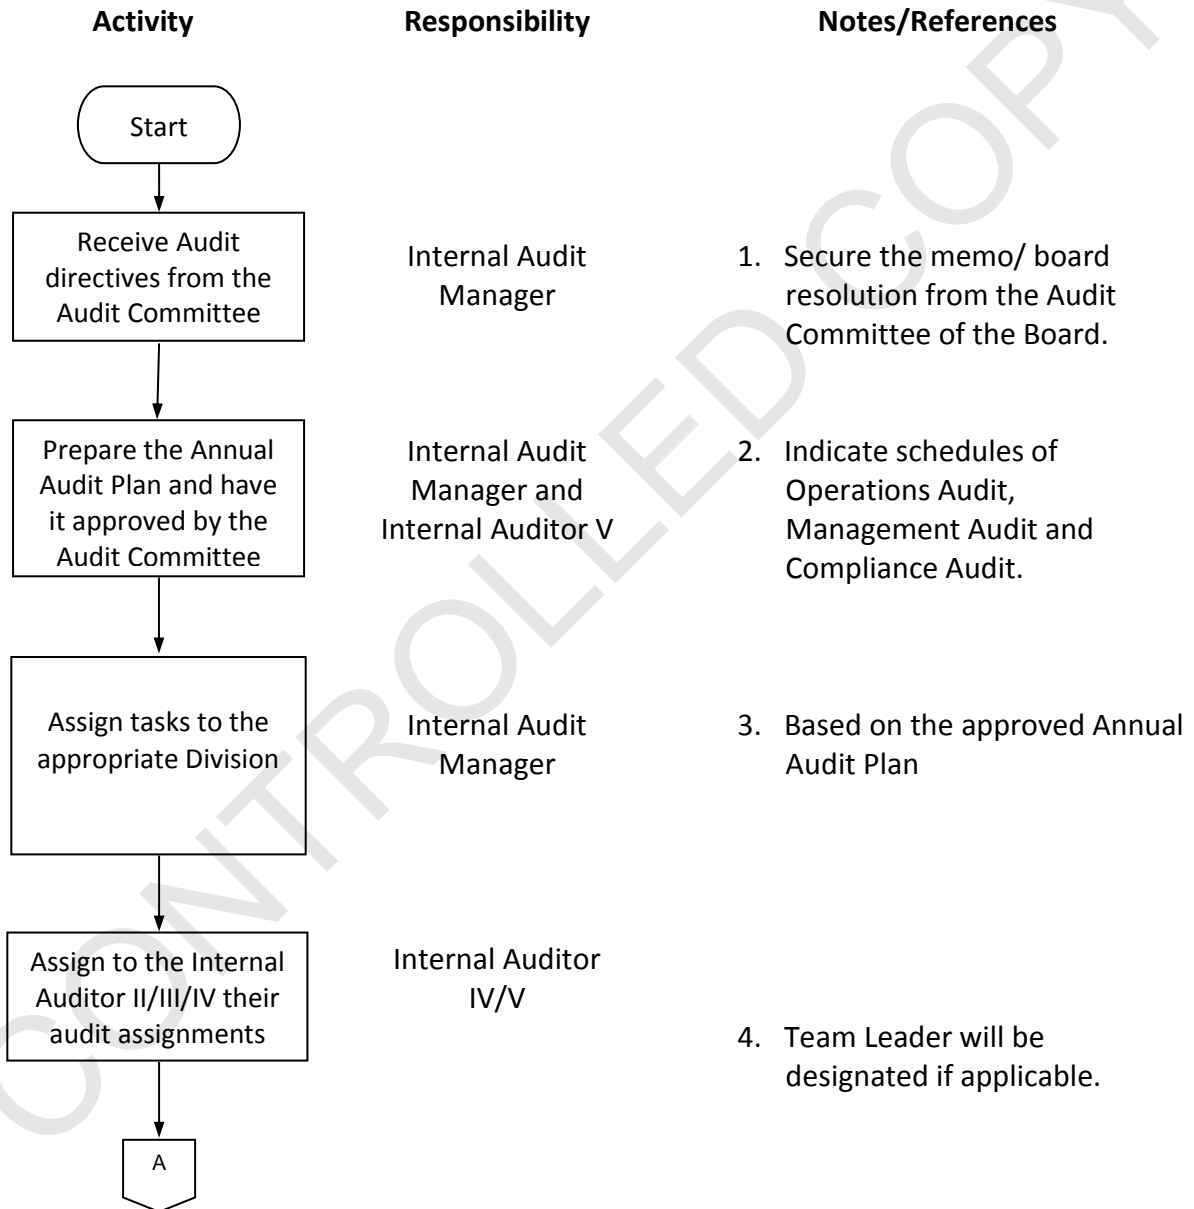 Activity Responsibility Notes/References
Start
Receive Audit
directives from the
Audit Committee
Internal Audit
Manager
1. Secure the memo/ board
resolution from the Audit
Committee of the Board.
Prepare the Annual
Audit Plan and have
it approved by the
Audit Committee
Internal Audit
Manager and
Internal Auditor V
2. Indicate schedules of
Operations Audit,
Management Audit and
Compliance Audit.
Assign tasks to the
appropriate Division
Internal Audit
Manager
3. Based on the approved Annual
Audit Plan
Assign to the Internal
Auditor II/III/IV their
audit assignments
Internal Auditor
IV/V
4. Team Leader will be
designated if applicable.
A
CONTROLLED COPY